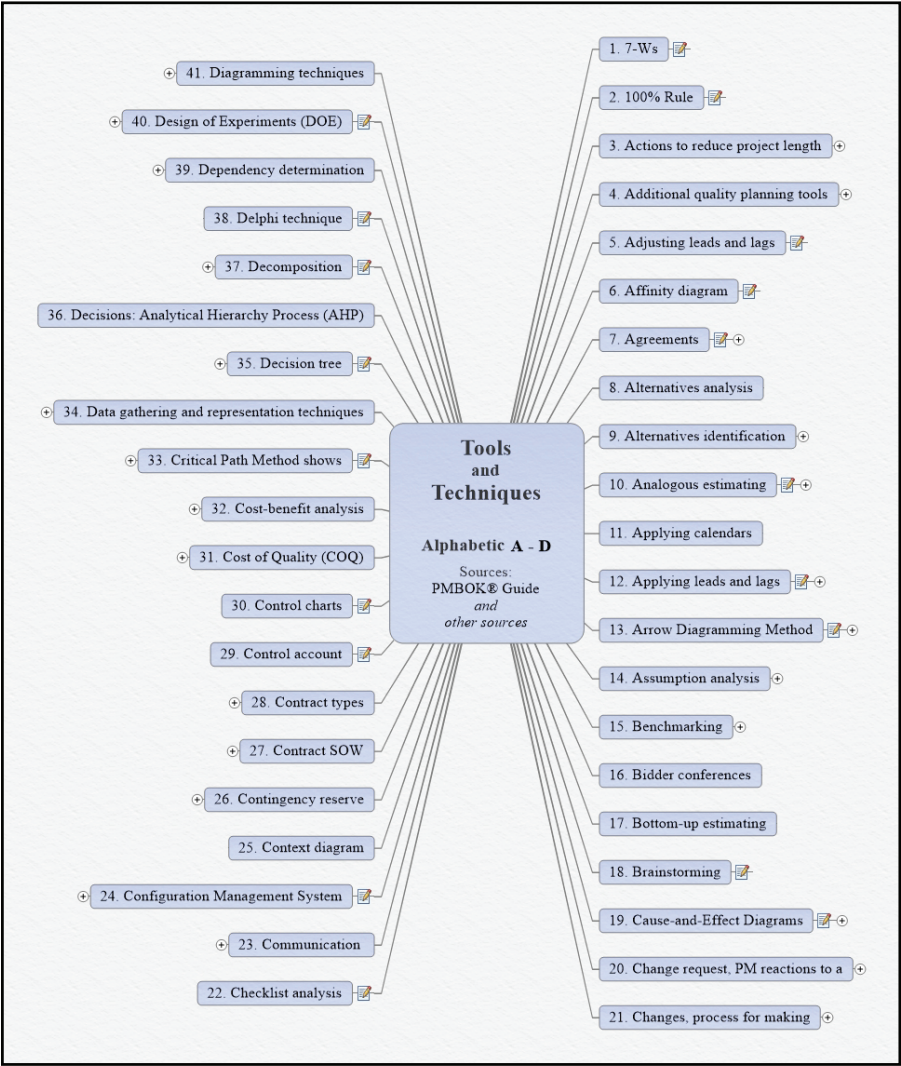 Tools
and
Techniques
Alphabetic A - D
Sources:
PMBOK® Guide
and
other sources
1. 7-Ws
2. 100% Rule
3. Actions to reduce project length
4. Additional quality planning tools
5. Adjusting leads and lags
6. Affinity diagram
7. Agreements
8. Alternatives analysis
9. Alternatives identification
10. Analogous estimating
11. Applying calendars
12. Applying leads and lags
13. Arrow Diagramming Method
14. Assumption analysis
15. Benchmarking
16. Bidder conferences
17. Bottom-up estimating
18. Brainstorming
19. Cause-and-Effect Diagrams
20. Change request, PM reactions to a
21. Changes, process for making
22. Checklist analysis
23. Communication
24. Configuration Management System
25. Context diagram
26. Contingency reserve
27. Contract SOW
28. Contract types
29. Control account
30. Control charts
31. Cost of Quality (COQ)
32. Cost-benefit analysis
33. Critical Path Method shows
34. Data gathering and representation techniques
35. Decision tree
36. Decisions: Analytical Hierarchy Process (AHP)
37. Decomposition
38. Delphi technique
39. Dependency determination
40. Design of Experiments (DOE)
41. Diagramming techniques